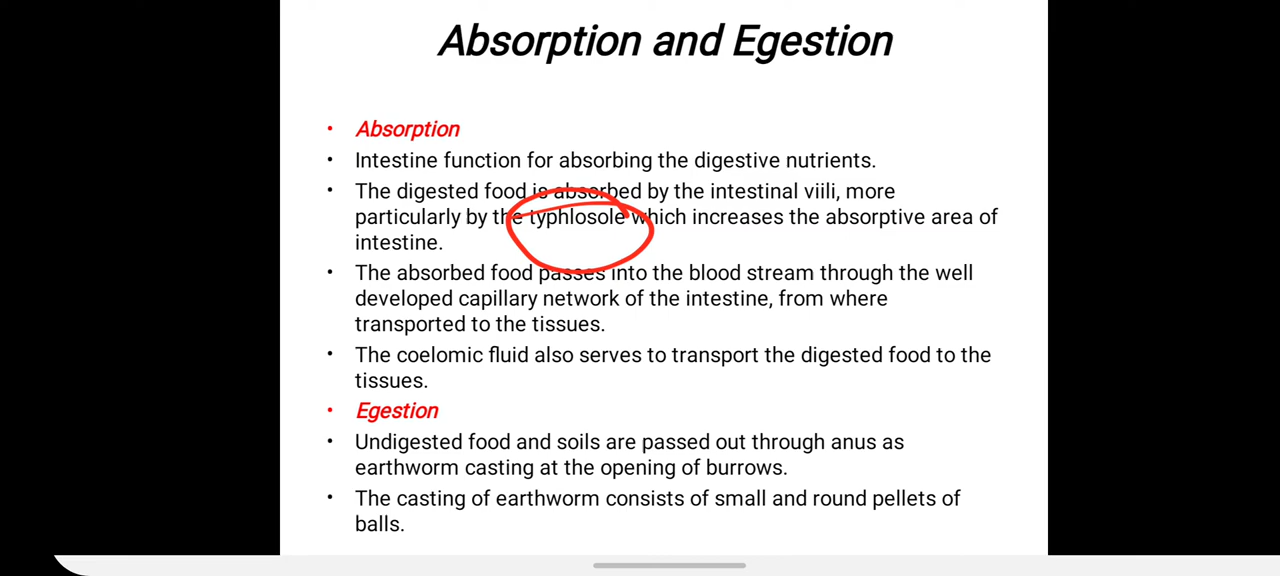 Absorption and Egestion
• Absorption
• Intestine function for absorbing the digestive nutrients.
• The digested food is absorbed by the intestinal viili, more
particularly by the typhlosole which increases the absorptive area of
intestine.
• The absorbed food passes into the blood stream through the well
developed capillary network of the intestine, from where
transported to the tissues.
• The coelomic fluid also serves to transport the digested food to the
tissues.
• Egestion
• Undigested food and soils are passed out through anus as
earthworm casting at the opening of burrows.
• The casting of earthworm consists of small and round pellets of
balls.